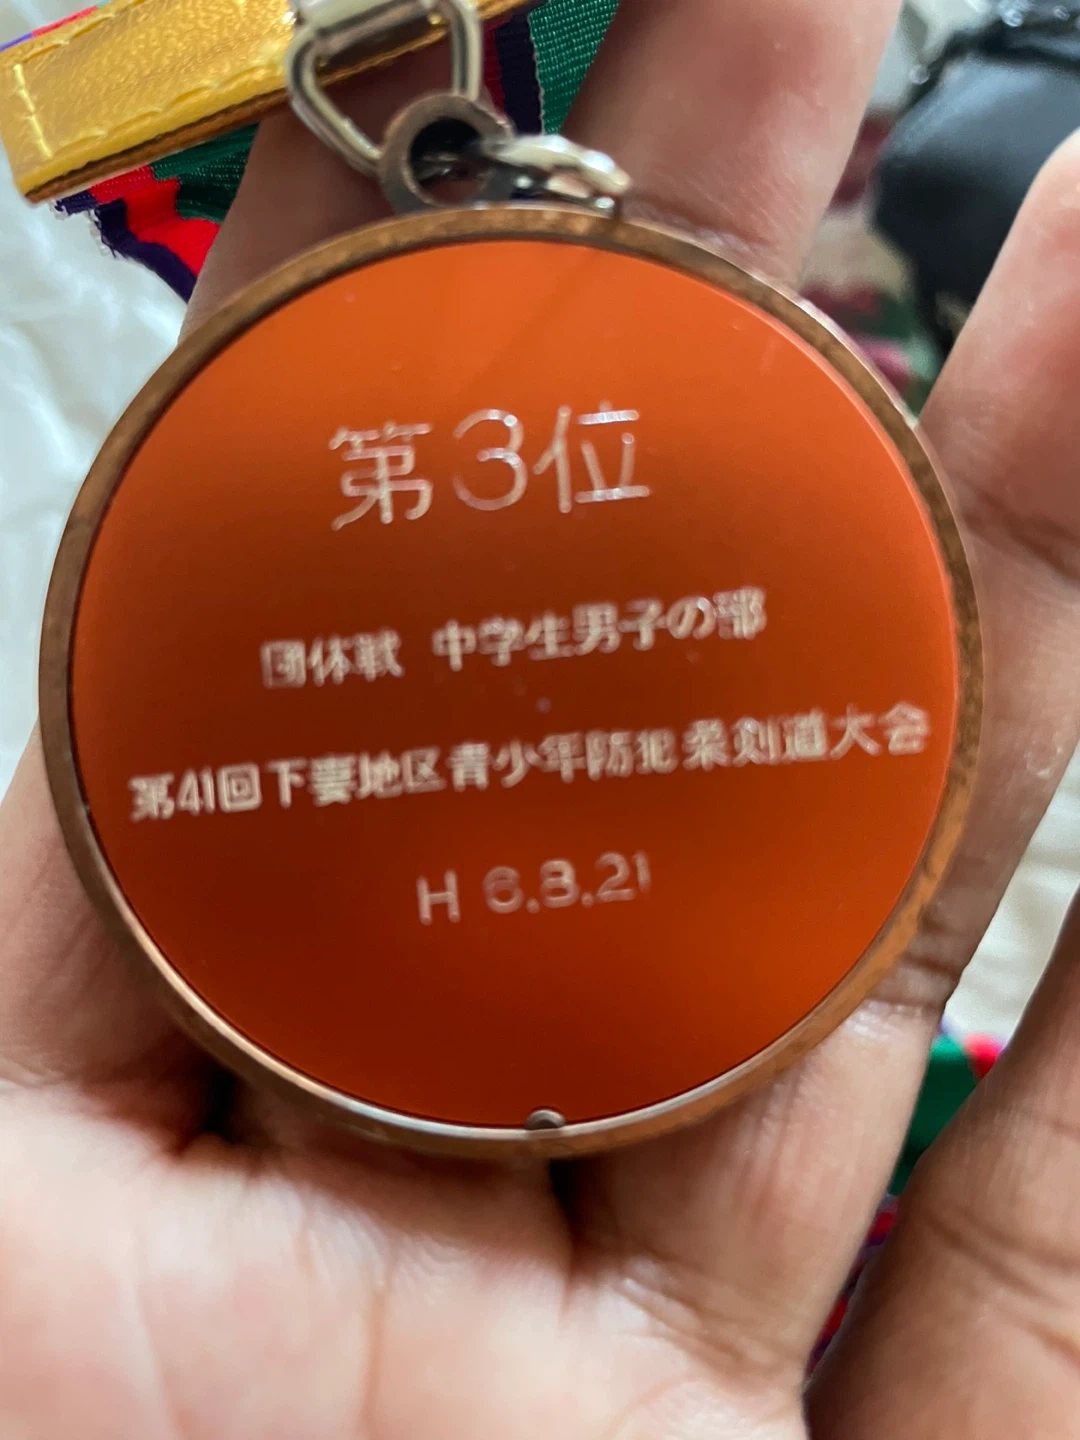 第3位
団体戦 中学生男子の部
第41回下妻地区青少年防犯柔剣道大会
H 6.8.21